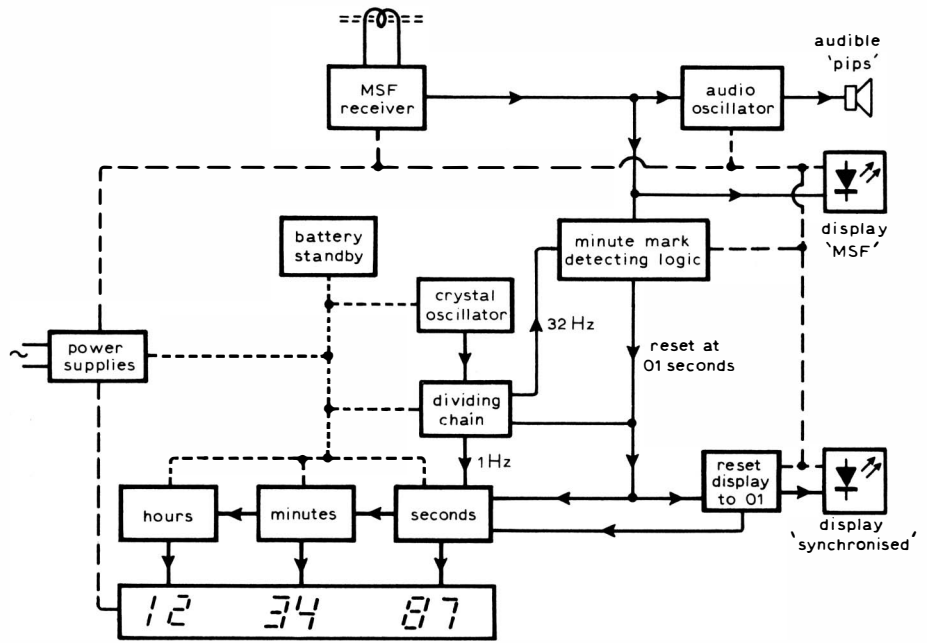 audible
'pips'
MSF
receiver
audio
oscillator
display
'MSF'
battery
standby
minute mark
detecting logic
crystal
oscillator
32 Hz
power
supplies
reset at
01 seconds
dividing
chain
1 Hz
reset
display
to 01
hours
minutes
seconds
display
'synchronised'
12 34 87